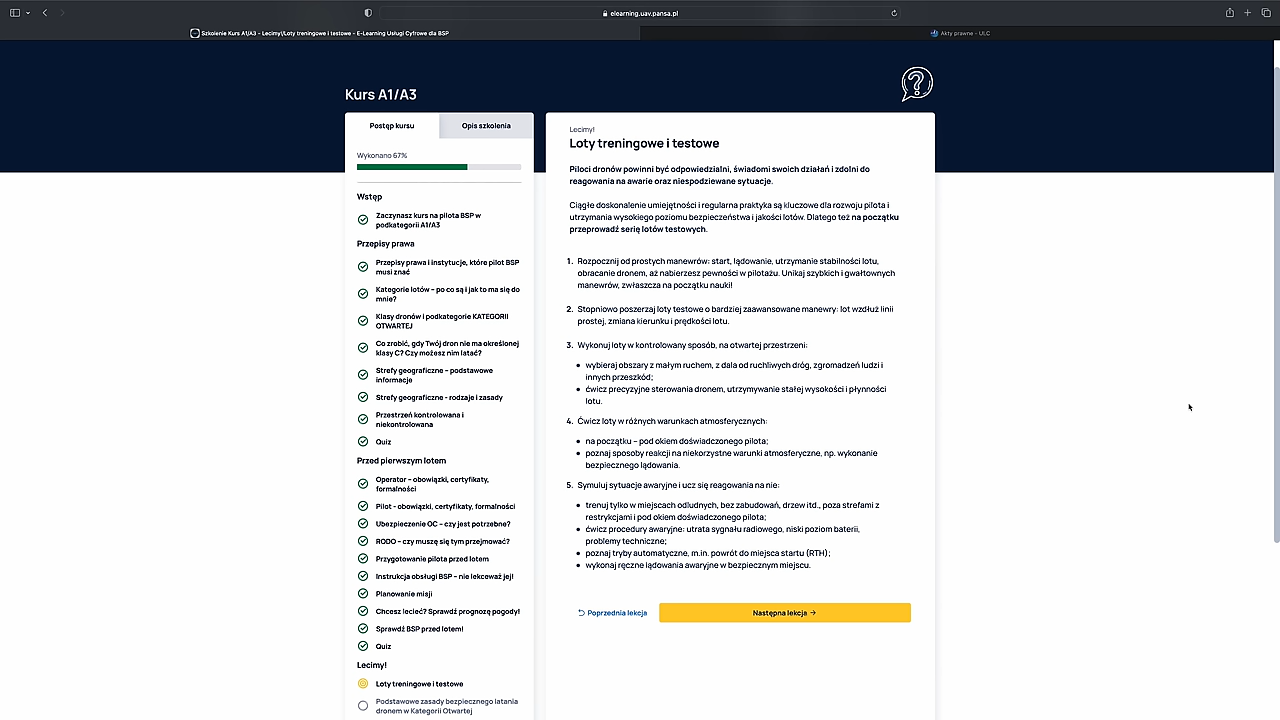 elearning.uav.pansa.pl
Szkolenie Kurs A1/A3 – Lecimy!/Loty treningowe i testowe – E-Learning Usługi Cyfrowe dla BSP
Akty prawne – ULC
Kurs A1/A3
Postęp kursu
Opis szkolenia
Wykonano 67%
Wstęp
Zaczynasz kurs na pilota BSP w
podkategorii A1/A3
Przepisy prawa
Przepisy prawa i instytucje, które pilot BSP
musi znać
Kategorie lotów – po co są i jak to ma się do
mnie?
Klasy dronów i podkategorie KATEGORII
OTWARTEJ
Co zrobić, gdy Twój dron nie ma określonej
klasy C? Czy możesz nim latać?
Strefy geograficzne – podstawowe
informacje
Strefy geograficzne - rodzaje i zasady
Przestrzeń kontrolowana i
niekontrolowana
Quiz
Przed pierwszym lotem
Operator – obowiązki, certyfikaty,
formalności
Pilot - obowiązki, certyfikaty, formalności
Ubezpieczenie OC – czy jest potrzebne?
RODO – czy muszę się tym przejmować?
Przygotowanie pilota przed lotem
Instrukcja obsługi BSP – nie lekceważ jej!
Planowanie misji
Chcesz lecieć? Sprawdź prognozę pogody!
Sprawdź BSP przed lotem!
Quiz
Lecimy!
Loty treningowe i testowe
Podstawowe zasady bezpiecznego latania
dronem w Kategorii Otwartej
Lecimy!
Loty treningowe i testowe
Piloci dronów powinni być odpowiedzialni, świadomi swoich działań i zdolni do
reagowania na awarie oraz niespodziewane sytuacje.
Ciągłe doskonalenie umiejętności i regularna praktyka są kluczowe dla rozwoju pilota i
utrzymania wysokiego poziomu bezpieczeństwa i jakości lotów. Dlatego też na początku
przeprowadź serię lotów testowych.
1. Rozpocznij od prostych manewrów: start, lądowanie, utrzymanie stabilności lotu,
obracanie dronem, aż nabierzesz pewności w pilotażu. Unikaj szybkich i gwałtownych
manewrów, zwłaszcza na początku nauki!
2. Stopniowo poszerzaj loty testowe o bardziej zaawansowane manewry: lot wzdłuż linii
prostej, zmiana kierunku i prędkości lotu.
3. Wykonuj loty w kontrolowany sposób, na otwartej przestrzeni:
• wybieraj obszary z małym ruchem, z dala od ruchliwych dróg, zgromadzeń ludzi i
innych przeszkód;
• ćwicz precyzyjne sterowania dronem, utrzymywanie stałej wysokości i płynności
lotu.
4. Ćwicz loty w różnych warunkach atmosferycznych:
• na początku – pod okiem doświadczonego pilota;
• poznaj sposoby reakcji na niekorzystne warunki atmosferyczne, np. wykonanie
bezpiecznego lądowania.
5. Symuluj sytuacje awaryjne i ucz się reagowania na nie:
• trenuj tylko w miejscach odludnych, bez zabudowań, drzew itd., poza strefami z
restrykcjami i pod okiem doświadczonego pilota;
• ćwicz procedury awaryjne: utrata sygnału radiowego, niski poziom baterii,
problemy techniczne;
• poznaj tryby automatyczne, m.in. powrót do miejsca startu (RTH);
• wykonaj ręczne lądowania awaryjne w bezpiecznym miejscu.
Poprzednia lekcja
Następna lekcja →